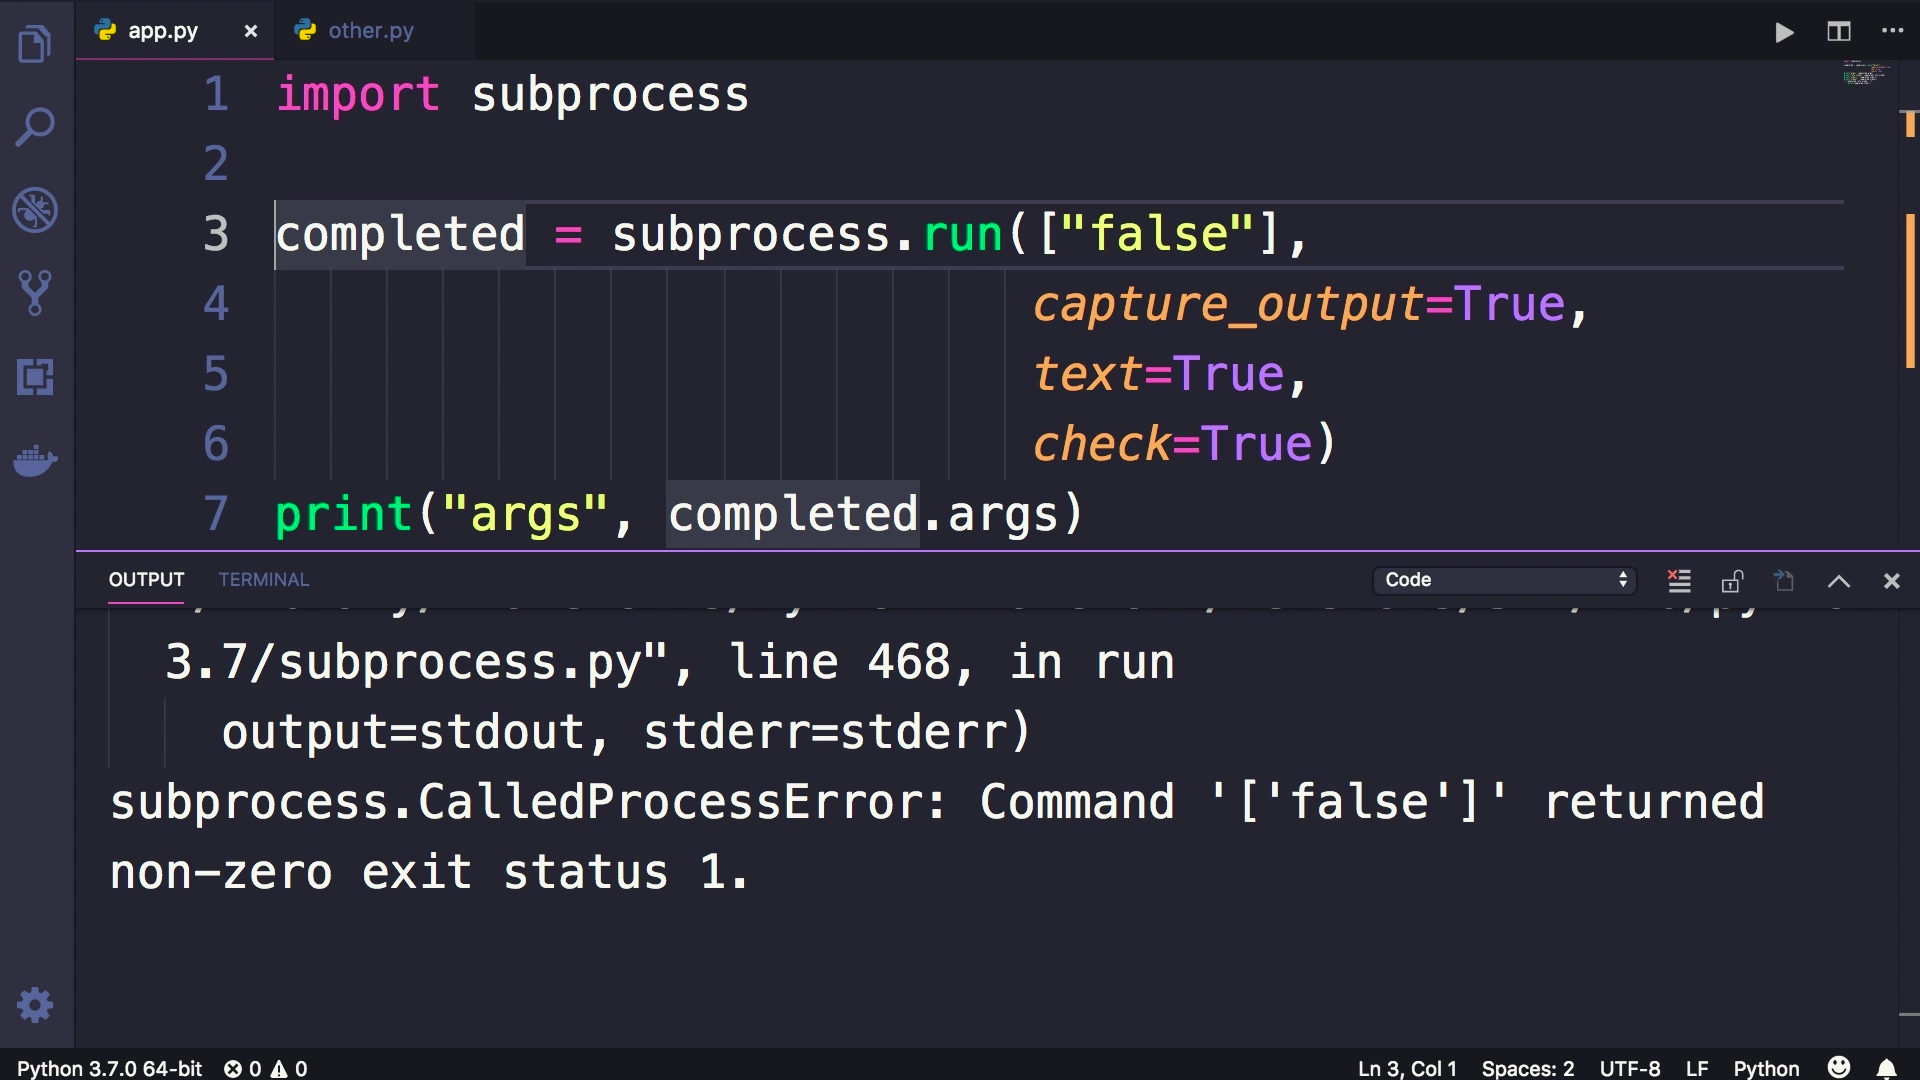 app.py
other.py
1 import subprocess
2
3 completed = subprocess.run(["false"],
4 capture_output=True,
5 text=True,
6 check=True)
7 print("args", completed.args)
OUTPUT TERMINAL Code
3.7/subprocess.py", line 468, in run
output=stdout, stderr=stderr)
subprocess.CalledProcessError: Command '['false']' returned
non-zero exit status 1.
Python 3.7.0 64-bit 0 0 Ln 3, Col 1 Spaces: 2 UTF-8 LF Python